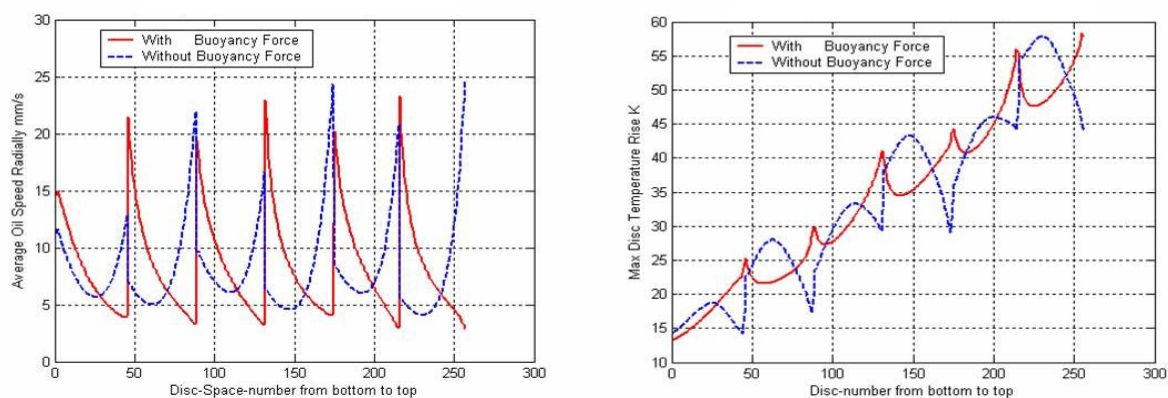 30
25
20
15
10
5
0
Average Oil Speed Radially mm/s
With Buoyancy Force
Without Buoyancy Force
0 50 100 150 200 250 300
Disc-Space-number from bottom to top
60
55
50
45
40
35
30
25
20
15
10
Max Disc Temperature Rise K
With Buoyancy Force
Without Buoyancy Force
0 50 100 150 200 250 300
Disc-number from bottom to top